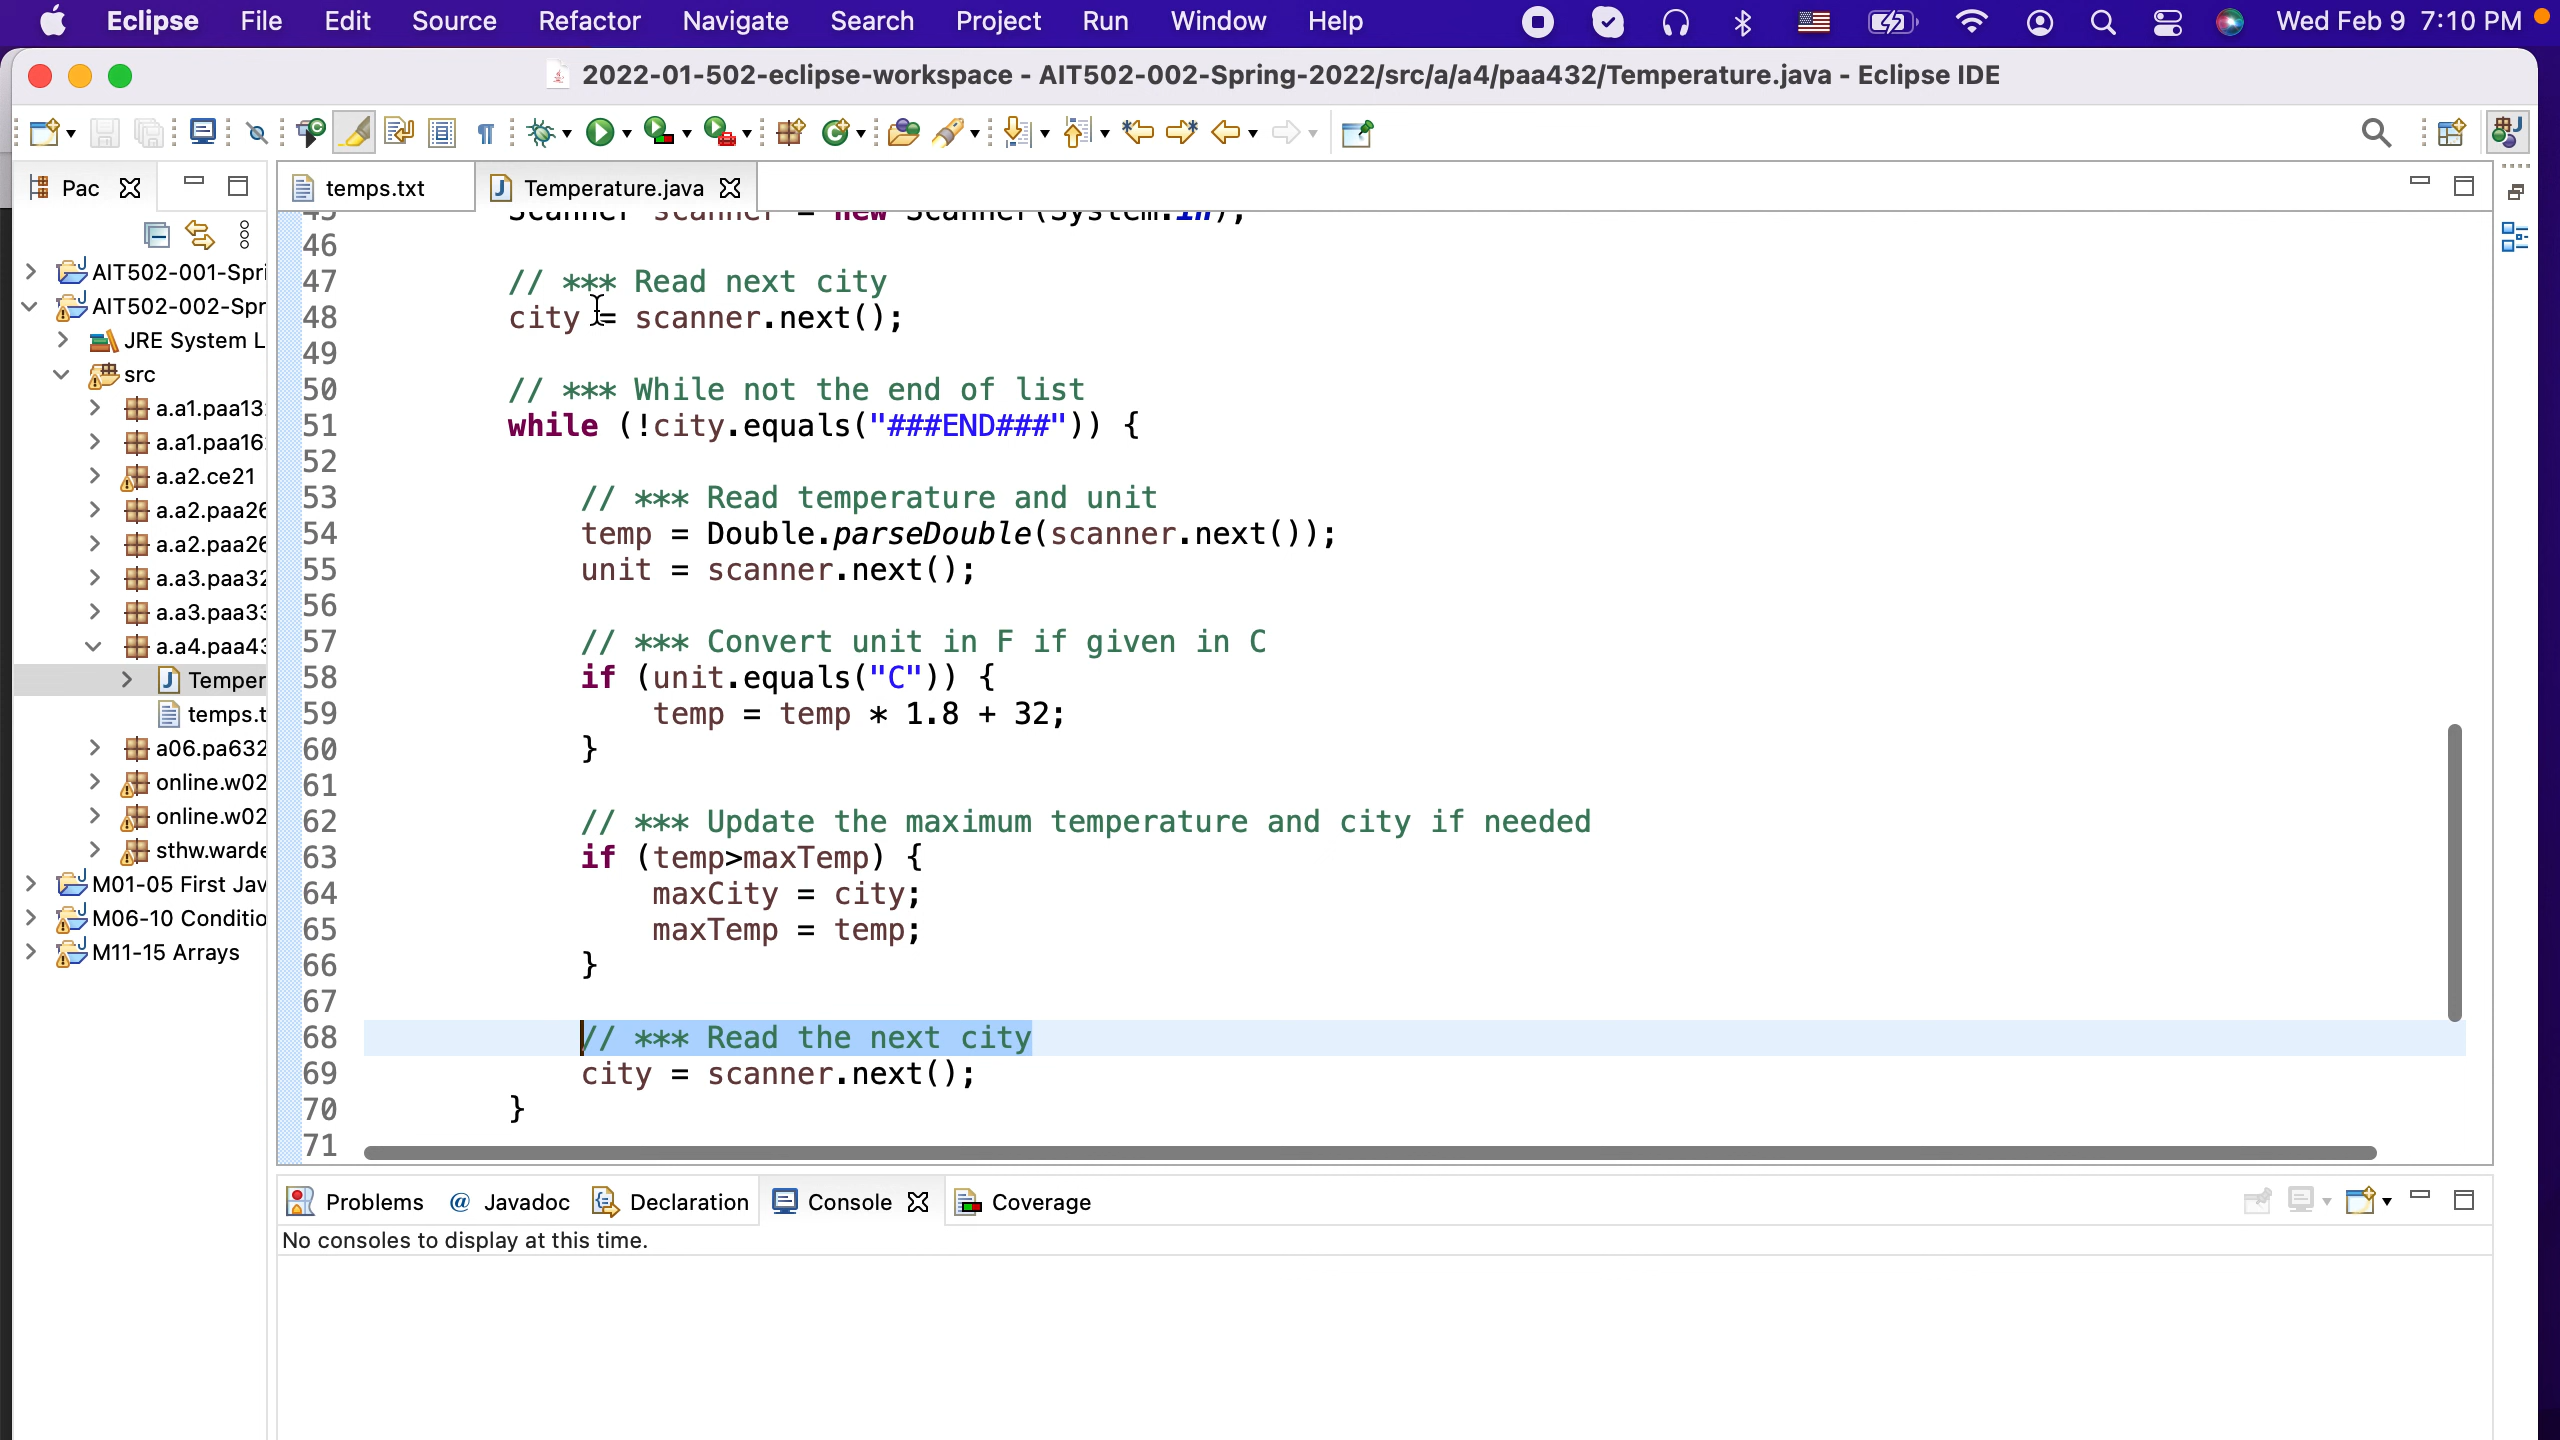 Eclipse File Edit Source Refactor Navigate Search Project Run Window Help Wed Feb 9 7:10 PM
2022-01-502-eclipse-workspace - AIT502-002-Spring-2022/src/a/a4/paa432/Temperature.java - Eclipse IDE
Pac
temps.txt Temperature.java
AIT502-001-Spri
AIT502-002-Spr
JRE System L
src
a.a1.paa13
a.a1.paa16
a.a2.ce21
a.a2.paa26
a.a2.paa26
a.a3.paa32
a.a3.paa33
a.a4.paa43
Temper
temps.t
a06.pa632
online.w02
online.w02
sthw.warde
M01-05 First Jav
M06-10 Conditio
M11-15 Arrays
45 Scanner scanner = new Scanner(System.in);
46
47 // *** Read next city
48 city = scanner.next();
49
50 // *** While not the end of list
51 while (!city.equals("###END###")) {
52
53 // *** Read temperature and unit
54 temp = Double.parseDouble(scanner.next());
55 unit = scanner.next();
56
57 // *** Convert unit in F if given in C
58 if (unit.equals("C")) {
59 temp = temp * 1.8 + 32;
60 }
61
62 // *** Update the maximum temperature and city if needed
63 if (temp>maxTemp) {
64 maxCity = city;
65 maxTemp = temp;
66 }
67
68 // *** Read the next city
69 city = scanner.next();
70 }
71
Problems @ Javadoc Declaration Console Coverage
No consoles to display at this time.